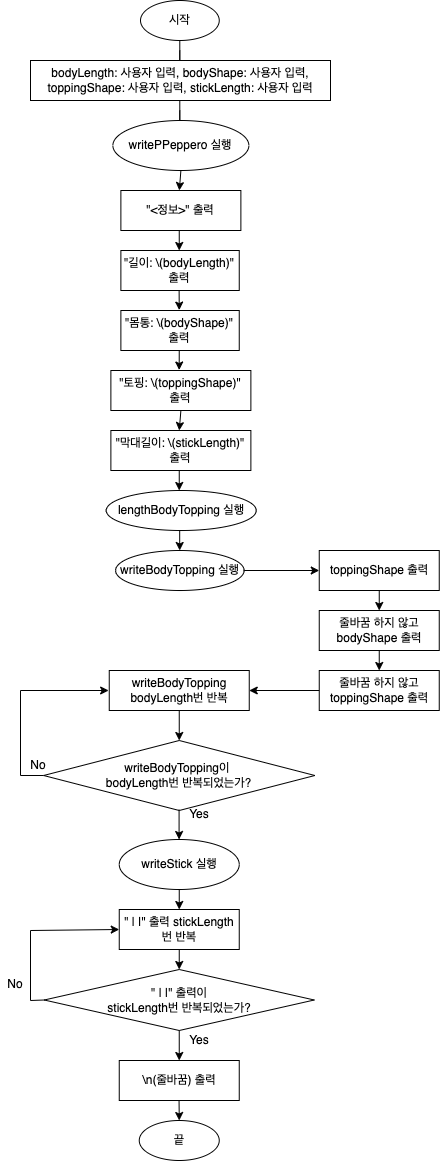 시작
bodyLength: 사용자 입력, bodyShape: 사용자 입력,
toppingShape: 사용자 입력, stickLength: 사용자 입력
writePPeppero 실행
"<정보>" 출력
"길이: \(bodyLength)"
출력
"몸통: \(bodyShape)"
출력
"토핑: \(toppingShape)"
출력
"막대길이: \(stickLength)"
출력
lengthBodyTopping 실행
writeBodyTopping 실행
toppingShape 출력
줄바꿈 하지 않고
bodyShape 출력
줄바꿈 하지 않고
toppingShape 출력
writeBodyTopping
bodyLength번 반복
No
writeBodyTopping이
bodyLength번 반복되었는가?
Yes
writeStick 실행
" | |" 출력 stickLength
번 반복
No
" | |" 출력이
stickLength번 반복되었는가?
Yes
\n(줄바꿈) 출력
끝